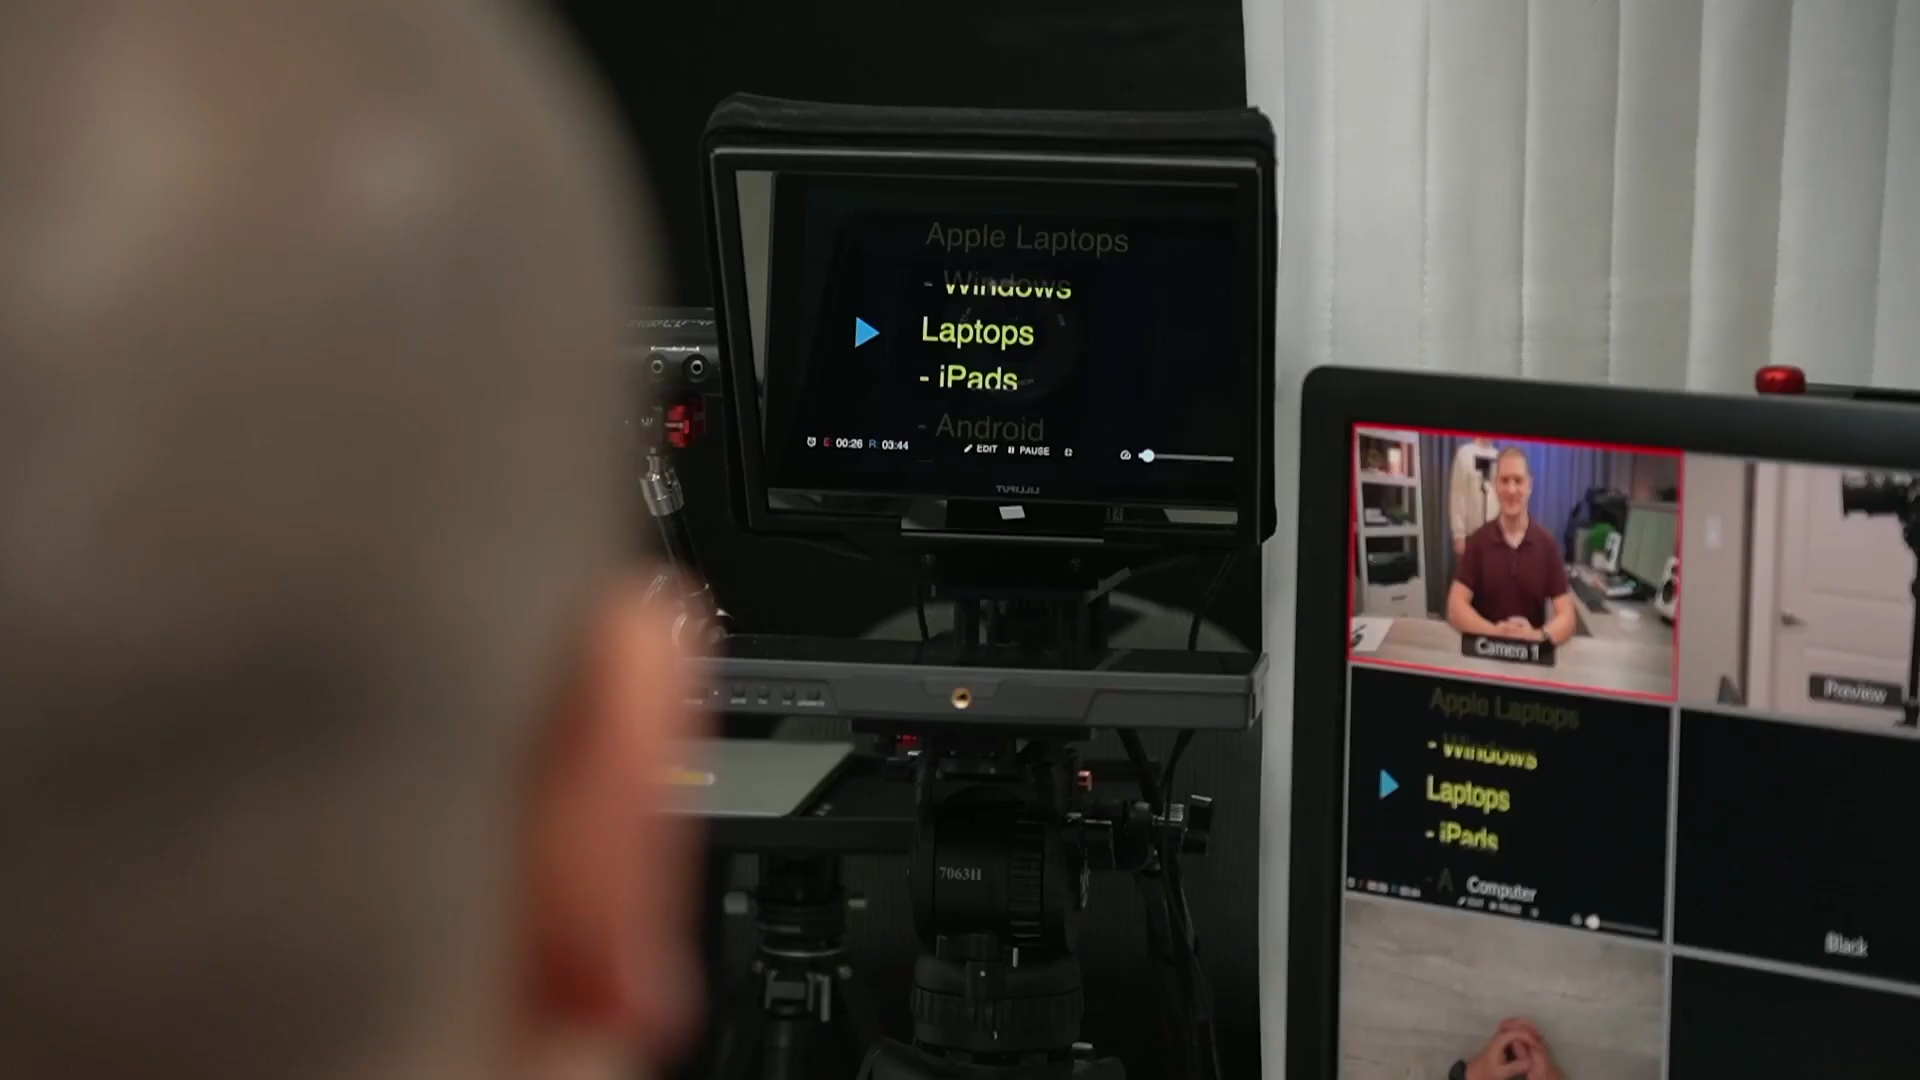 Apple Laptops
- Windows
Laptops
- iPads
- Android
E: 00:26 R: 03:44 EDIT PAUSE
7063H
Camera 1
Preview
Apple Laptops
- Windows
Laptops
- iPads
- A
Computer
Black